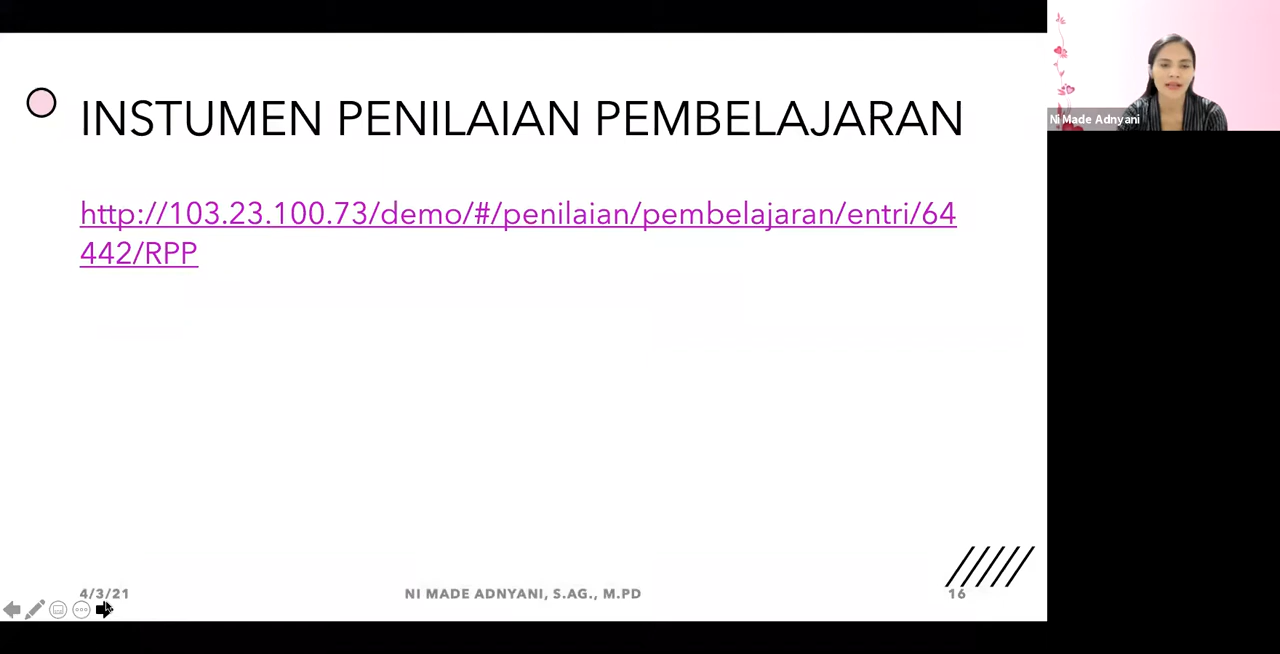 INSTUMEN PENILAIAN PEMBELAJARAN
http://103.23.100.73/demo/#/penilaian/pembelajaran/entri/64
442/RPP
Ni Made Adnyani
4/3/21
NI MADE ADNYANI, S.AG., M.PD
16